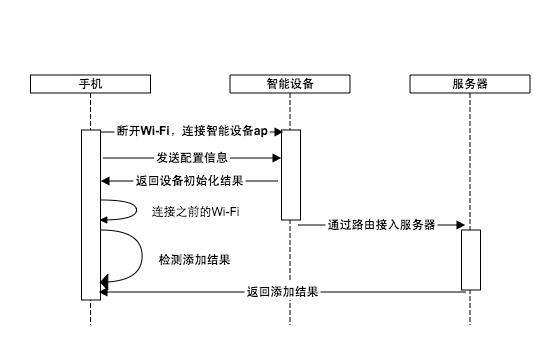 手机
智能设备
服务器
断开Wi-Fi，连接智能设备ap
发送配置信息
返回设备初始化结果
连接之前的Wi-Fi
通过路由接入服务器
检测添加结果
返回添加结果